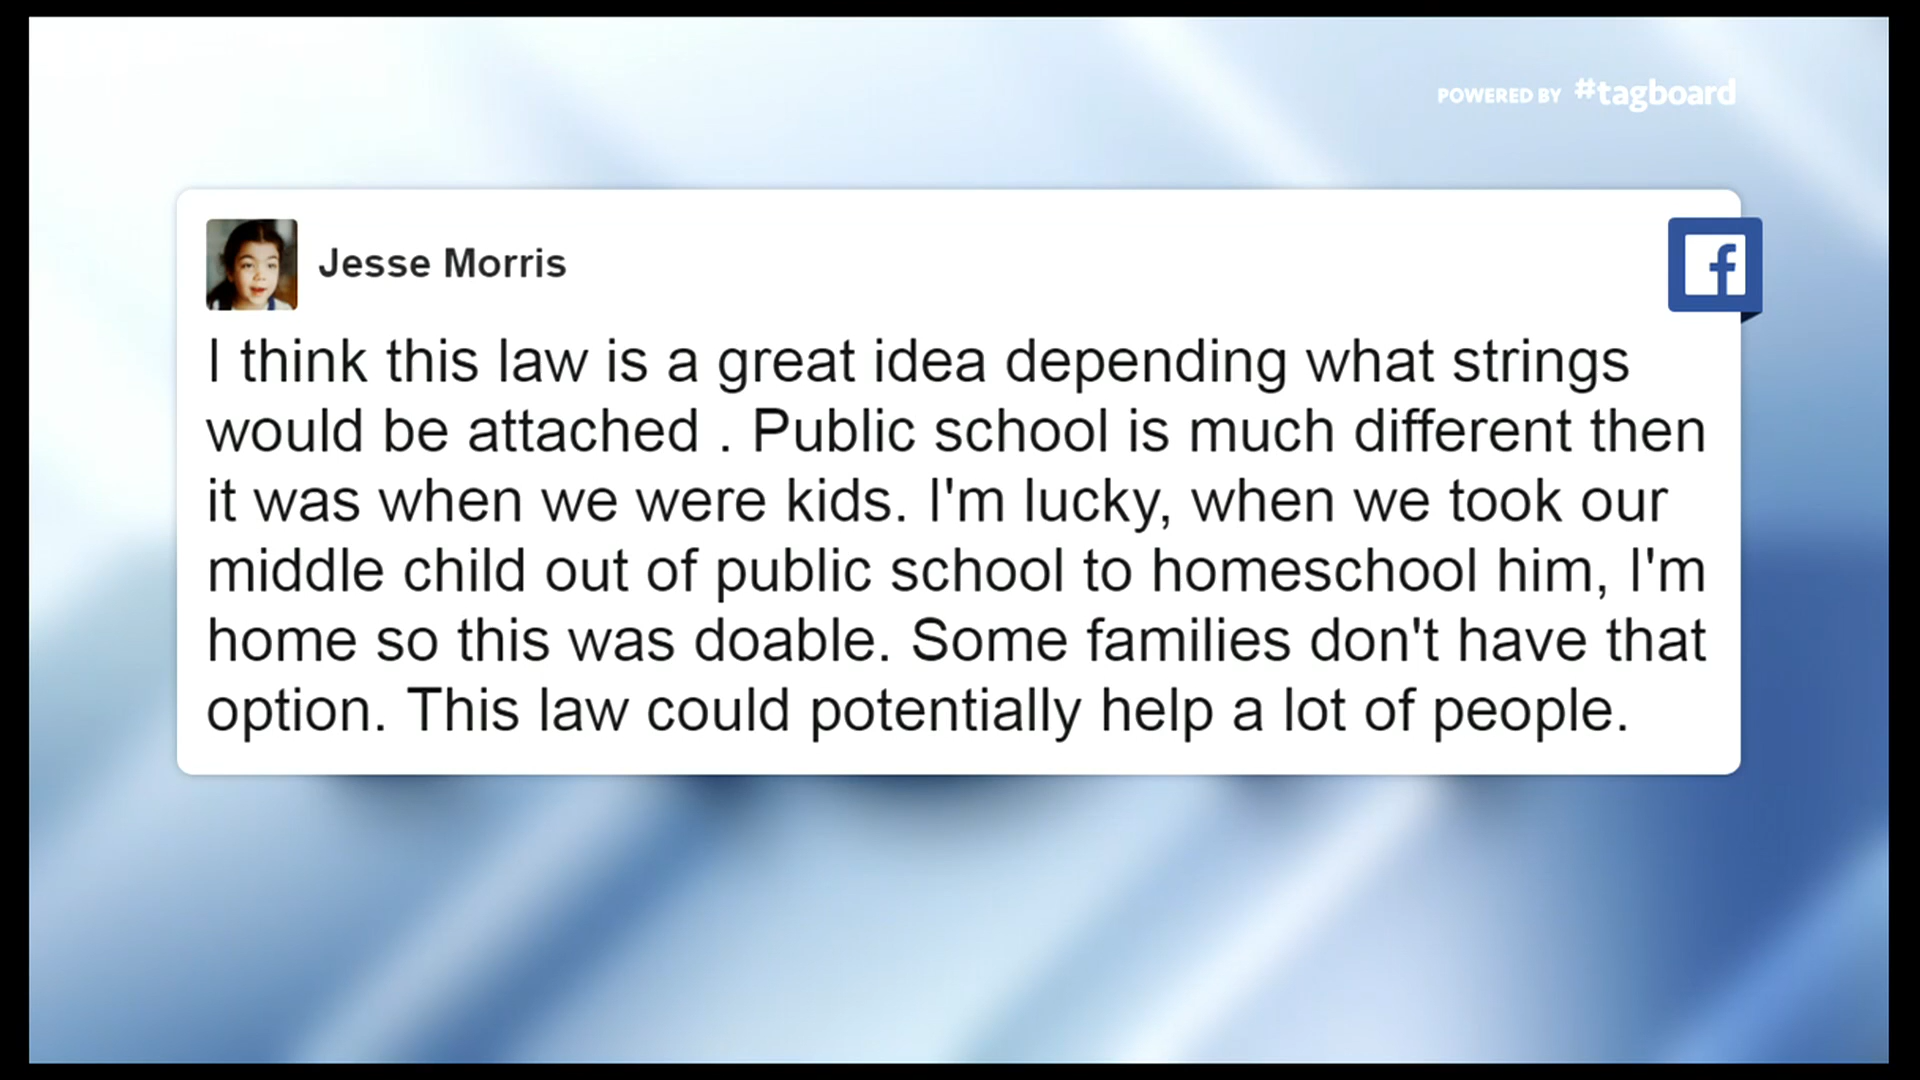 POWERED BY #tagboard
Jesse Morris
I think this law is a great idea depending what strings
would be attached . Public school is much different then
it was when we were kids. I'm lucky, when we took our
middle child out of public school to homeschool him, I'm
home so this was doable. Some families don't have that
option. This law could potentially help a lot of people.